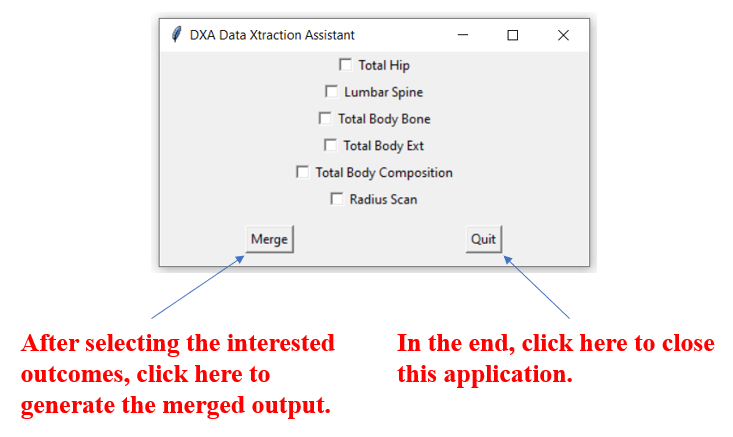 DXA Data Xtraction Assistant
Total Hip
Lumbar Spine
Total Body Bone
Total Body Ext
Total Body Composition
Radius Scan
Merge
Quit
After selecting the interested
outcomes, click here to
generate the merged output.
In the end, click here to close
this application.